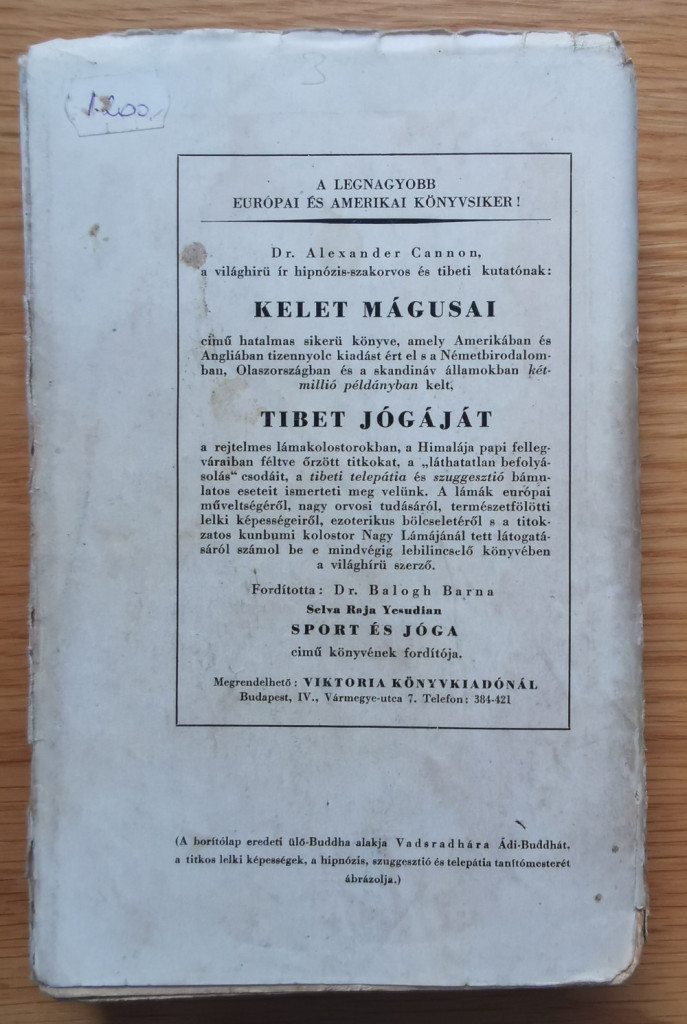 3
1.200.
A LEGNAGYOBB
EURÓPAI ÉS AMERIKAI KÖNYVSIKER!
Dr. Alexander Cannon,
a világhirü ír hipnózis-szakorvos és tibeti kutatónak:
KELET MÁGUSAI
cimű hatalmas sikerü könyve, amely Amerikában és
Angliában tizennyolc kiadást ért el s a Németbirodalom-
ban, Olaszországban és a skandináv államokban két-
millió példányban kelt,
TIBET JÓGÁJÁT
a rejtelmes lámakolostorokban, a Himalája papi felleg-
váraiban féltve őrzött titkokat, a „láthatatlan befolyá-
solás“ csodáit, a tibeti telepátia és szuggesztió bámu-
latos eseteit ismerteti meg velünk. A lámák európai
műveltségéről, nagy orvosi tudásáról, természetfölötti
lelki képességeiről, ezoterikus bölcseletéről s a titok-
zatos kunbumi kolostor Nagy Lámájánál tett látogatá-
sáról számol be e mindvégig lebilincselő könyvében
a világhírü szerző.
Fordította: Dr. Balogh Barna
Selva Raja Yesudian
SPORT ÉS JÓGA
cimű könyvének fordítója.
Megrendelhető: VIKTORIA KÖNYVKIADÓNÁL
Budapest, IV., Vármegye-utca 7. Telefon: 384-421
(A borítólap eredeti ülő-Buddha alakja Vadsradhára Ádi-Buddhát,
a titkos lelki képességek, a hipnózis, szuggesztió és telepátia tanítómesterét
ábrázolja.)